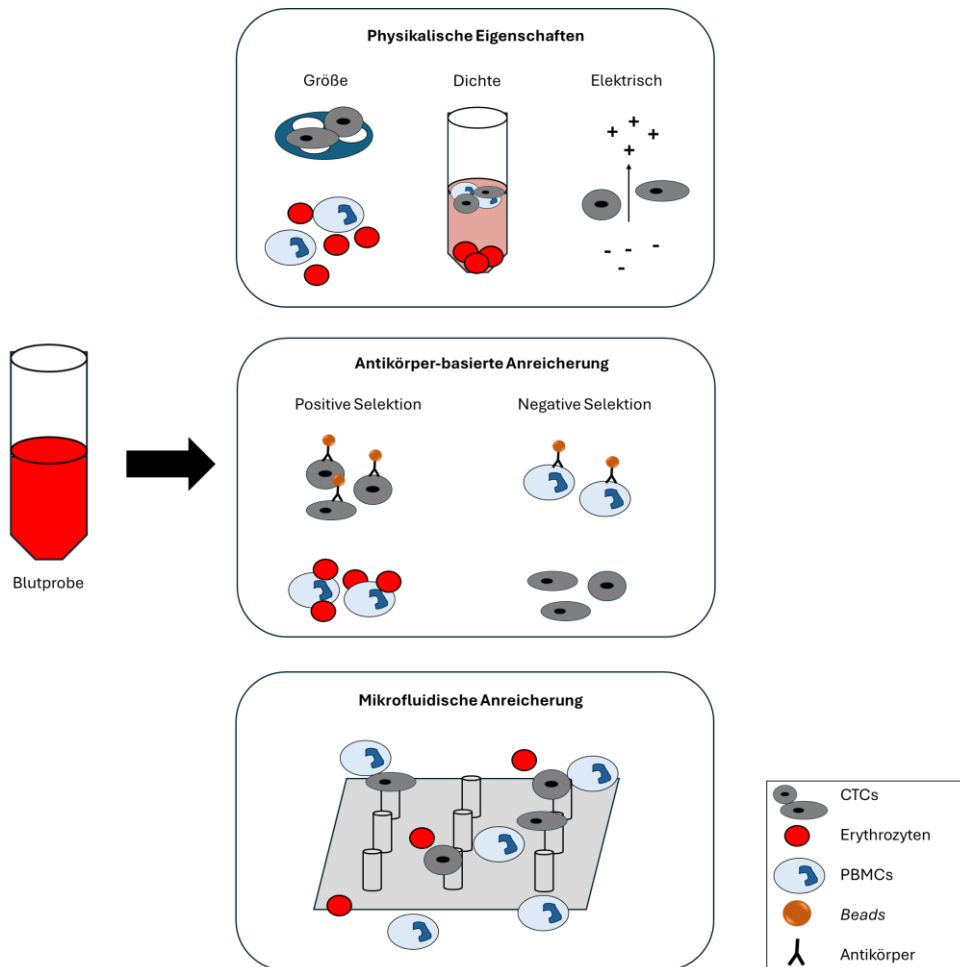 Physikalische Eigenschaften
Größe
Dichte
Elektrisch
+
+
+
+
-
-
-
-
Antikörper-basierte Anreicherung
Positive Selektion
Negative Selektion
Blutprobe
Mikrofluidische Anreicherung
CTCs
Erythrozyten
PBMCs
Beads
Antikörper